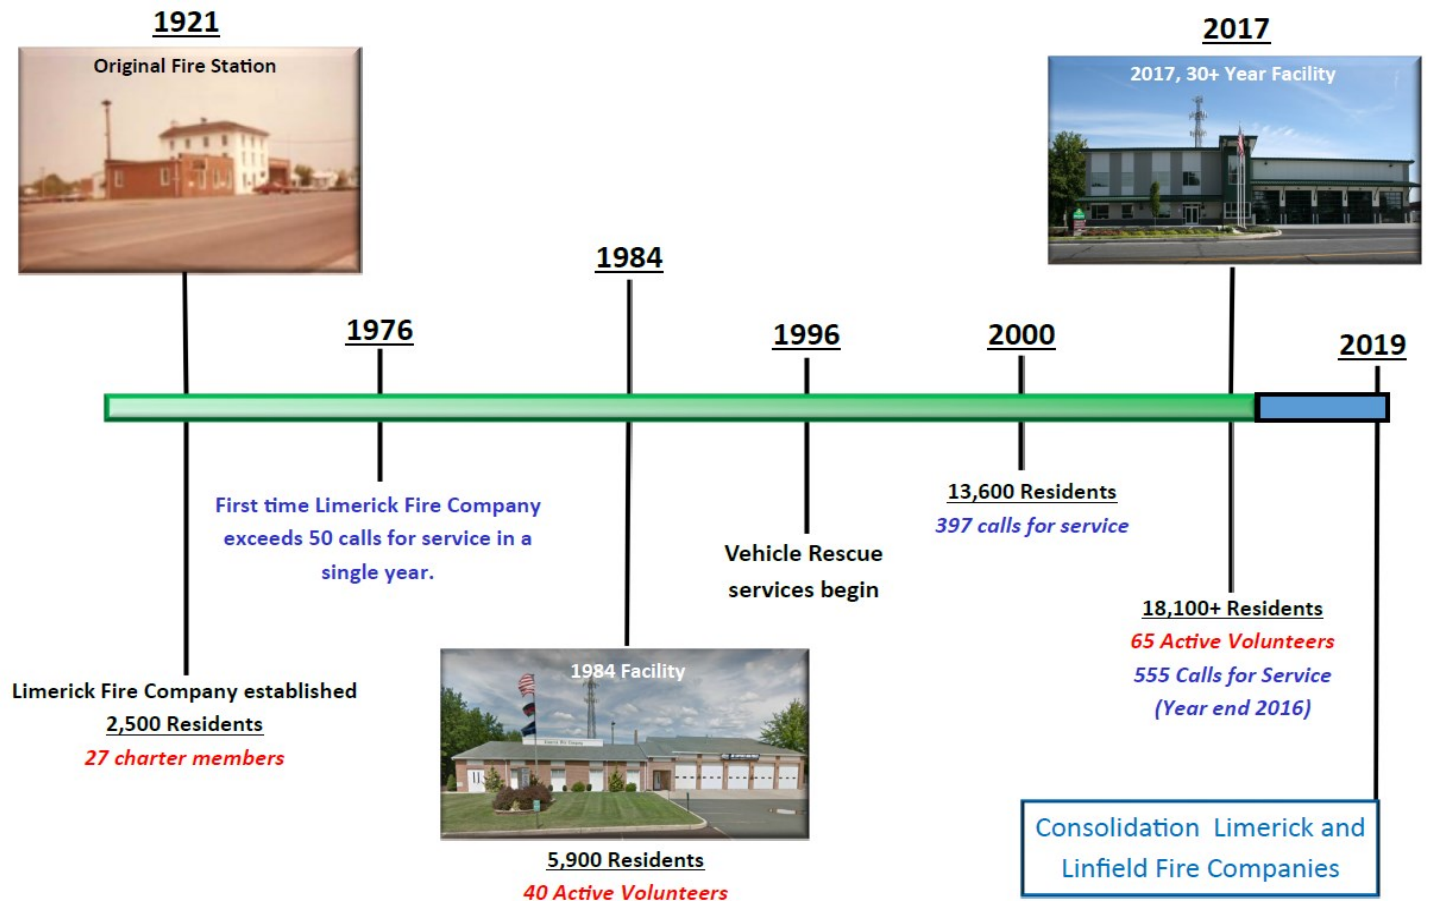 1921
Original Fire Station
2017
2017, 30+ Year Facility
1984
1976
1996
2000
2019
First time Limerick Fire Company
exceeds 50 calls for service in a
single year.
13,600 Residents
397 calls for service
Vehicle Rescue
services begin
18,100+ Residents
65 Active Volunteers
555 Calls for Service
(Year end 2016)
Limerick Fire Company established
2,500 Residents
27 charter members
1984 Facility
5,900 Residents
40 Active Volunteers
Consolidation Limerick and
Linfield Fire Companies